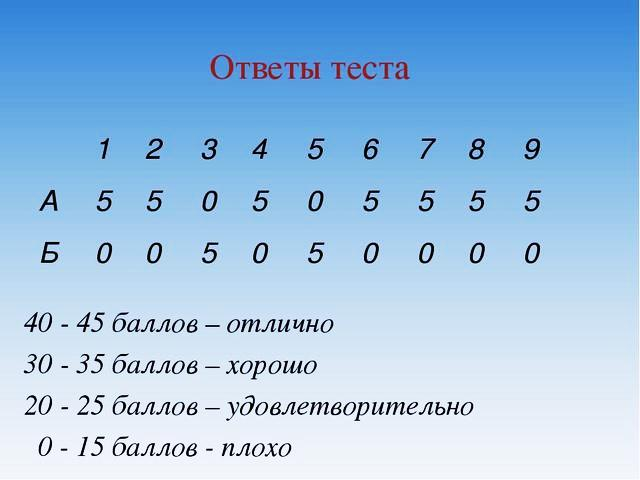 Ответы теста
1 2 3 4 5 6 7 8 9
А 5 5 0 5 0 5 5 5 5
Б 0 0 5 0 5 0 0 0 0
40 - 45 баллов – отлично
30 - 35 баллов – хорошо
20 - 25 баллов – удовлетворительно
0 - 15 баллов - плохо